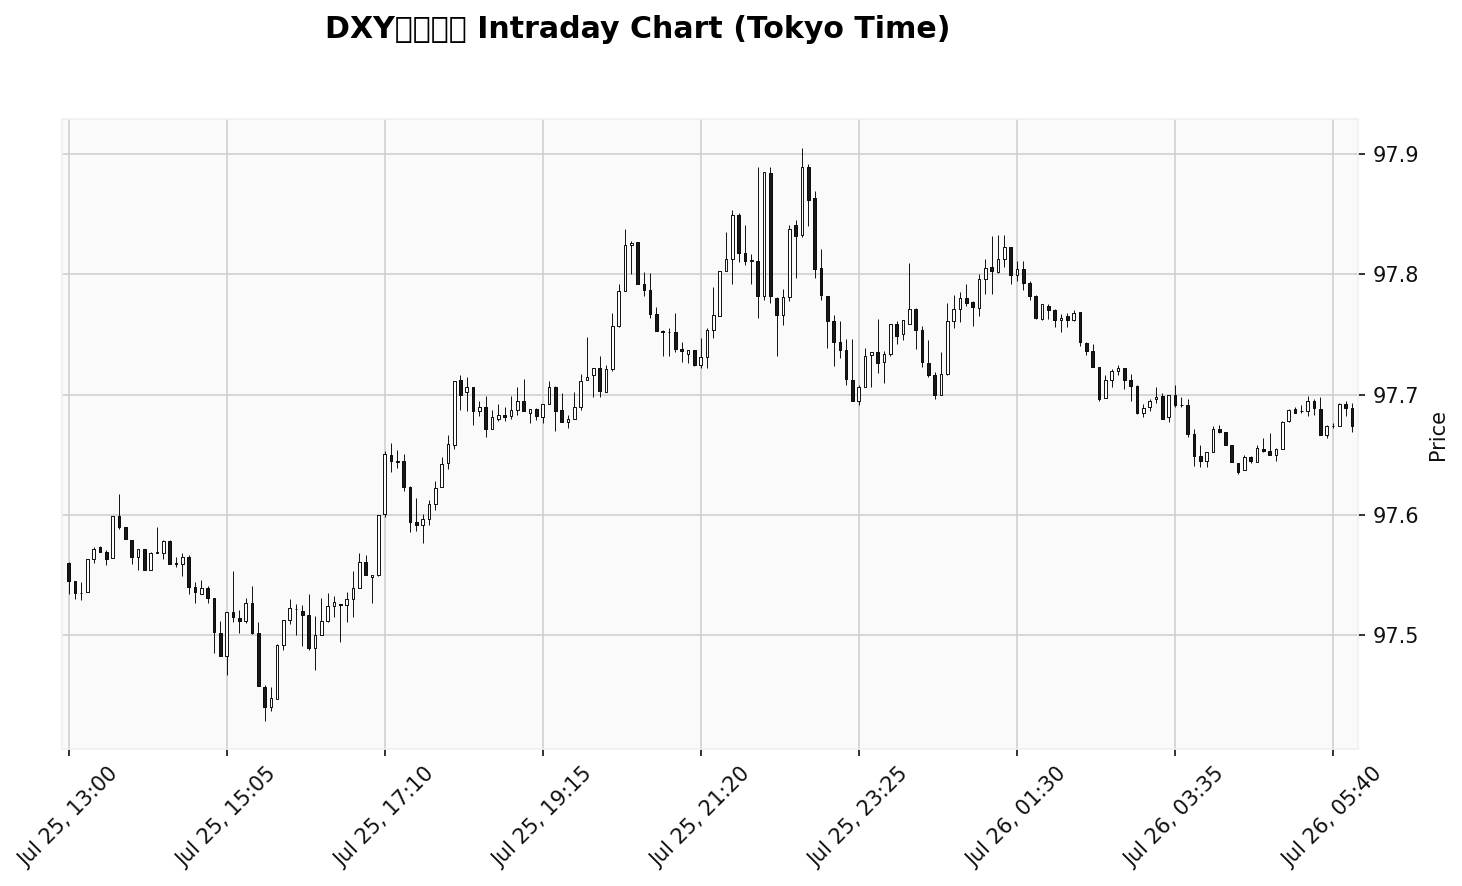 DXY Intraday Chart (Tokyo Time)
97.9
97.8
97.7
97.6
97.5
Price
Jul 25, 13:00
Jul 25, 15:05
Jul 25, 17:10
Jul 25, 19:15
Jul 25, 21:20
Jul 25, 23:25
Jul 26, 01:30
Jul 26, 03:35
Jul 26, 05:40